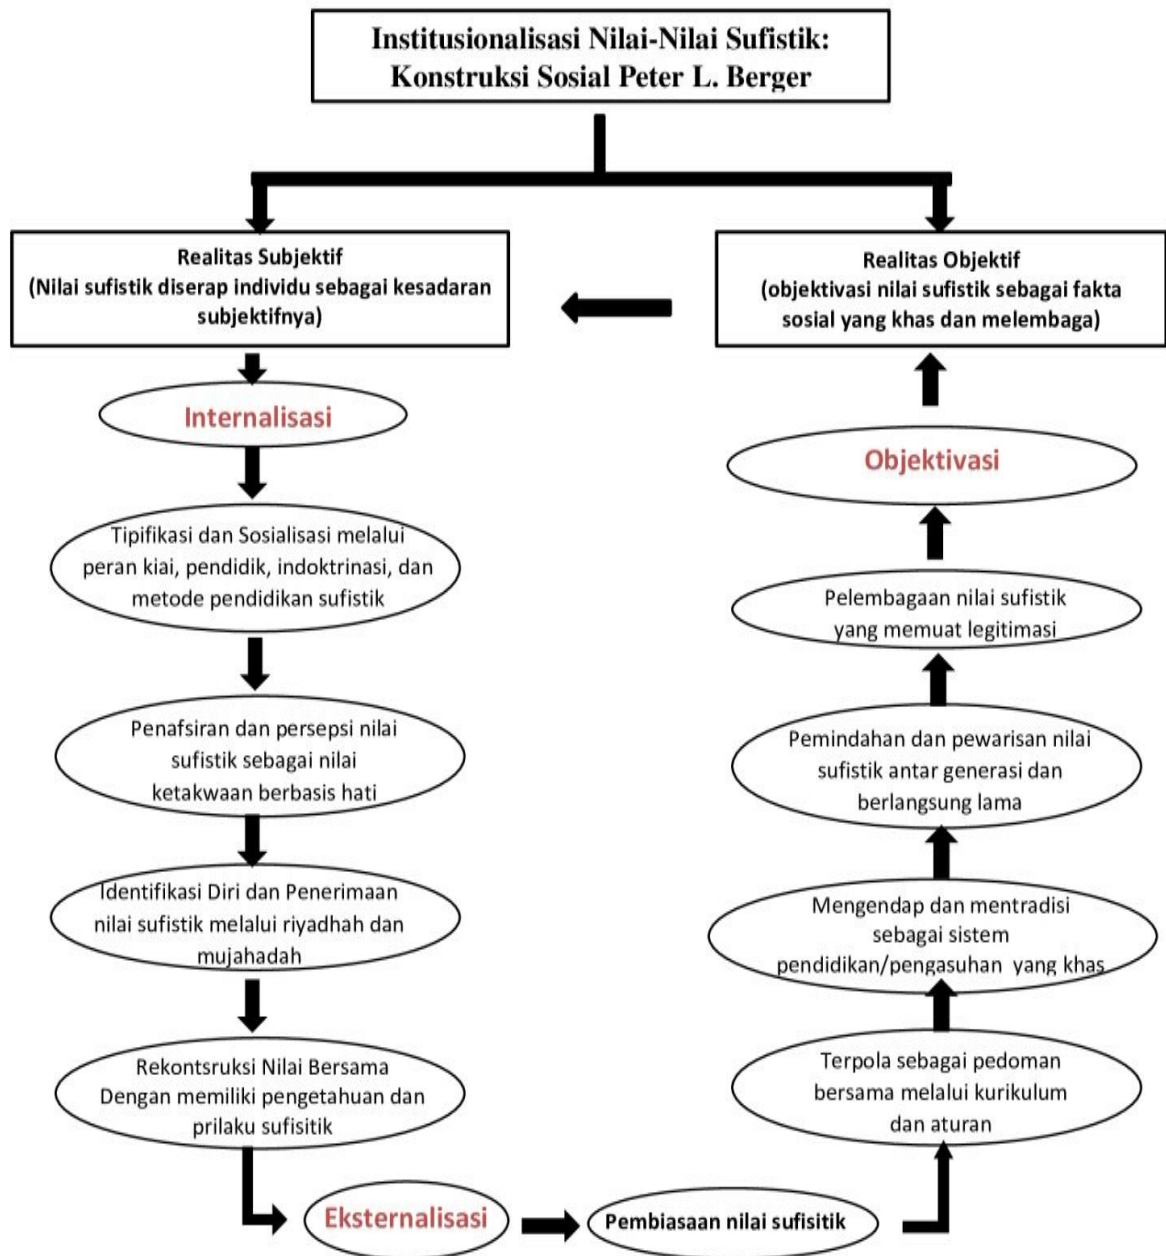 Institusionalisasi Nilai-Nilai Sufistik:
Konstruksi Sosial Peter L. Berger
Realitas Subjektif
(Nilai sufistik diserap individu sebagai kesadaran
subjektifnya)
Realitas Objektif
(objektivasi nilai sufistik sebagai fakta
sosial yang khas dan melembaga)
Internalisasi
Tipifikasi dan Sosialisasi melalui
peran kiai, pendidik, indoktrinasi, dan
metode pendidikan sufistik
Penafsiran dan persepsi nilai
sufistik sebagai nilai
ketakwaan berbasis hati
Identifikasi Diri dan Penerimaan
nilai sufistik melalui riyadhah dan
mujahadah
Rekontsruksi Nilai Bersama
Dengan memiliki pengetahuan dan
prilaku sufisitik
Eksternalisasi
Pembiasaan nilai sufisitik
Terpola sebagai pedoman
bersama melalui kurikulum
dan aturan
Mengendap dan mentradisi
sebagai sistem
pendidikan/pengasuhan yang khas
Pemindahan dan pewarisan nilai
sufistik antar generasi dan
berlangsung lama
Pelembagaan nilai sufistik
yang memuat legitimasi
Objektivasi